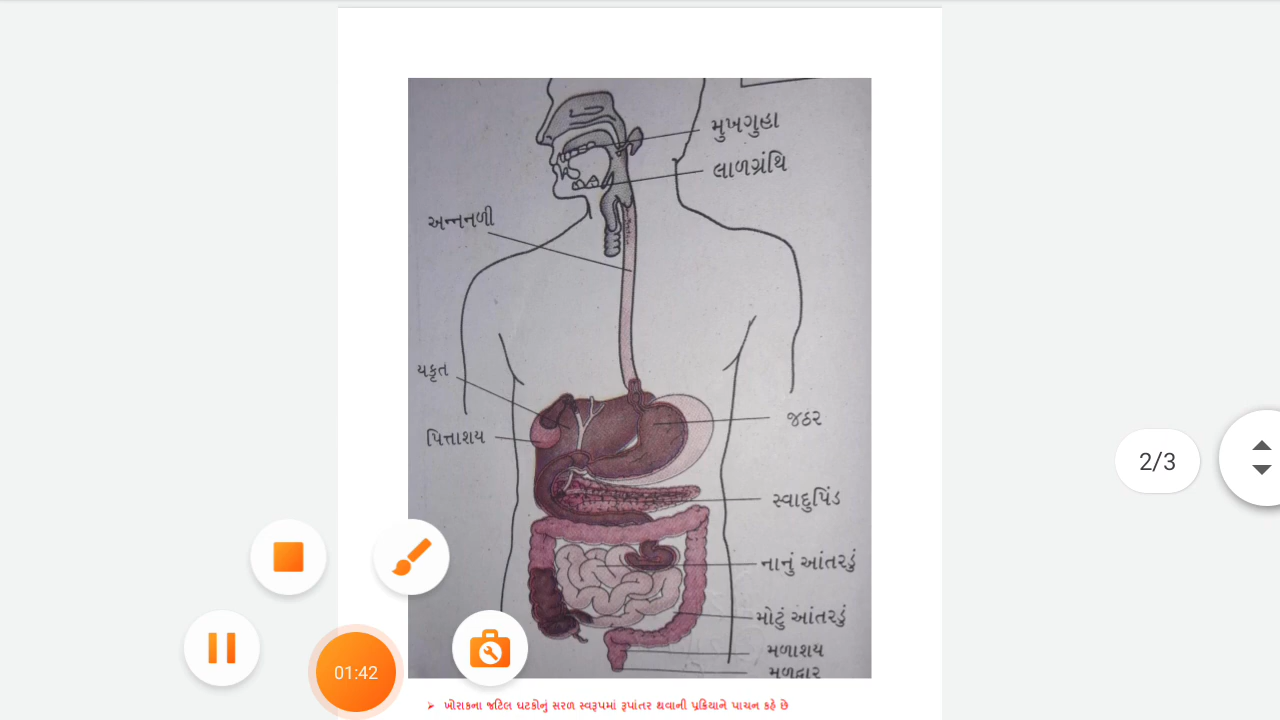 મુખગુહા
લાળગ્રંથિ
અન્નનળી
યકૃત
જઠર
પિત્તાશય
2/3
સ્વાદુપિંડ
નાનું આંતરડું
મોટું આંતરડું
મળાશય
01:42
મળદ્વાર
➢ ખોરાકના જટિલ ઘટકોનું સરળ સ્વરૂપમાં રૂપાંતર થવાની પ્રક્રિયાને પાચન કહે છે